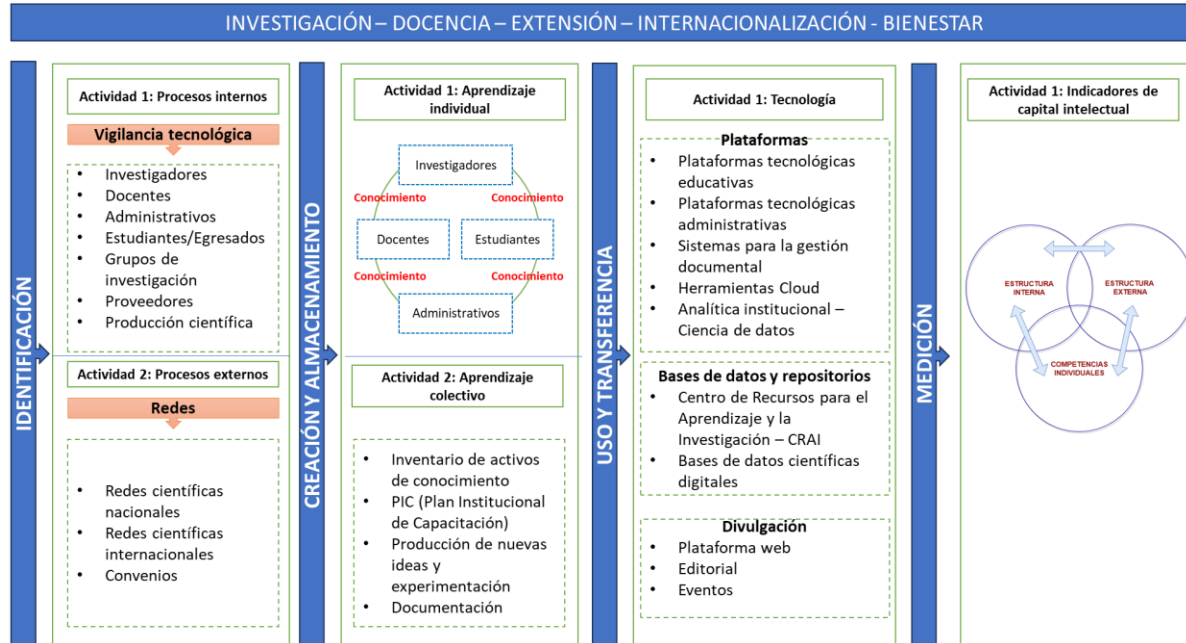 INVESTIGACIÓN – DOCENCIA – EXTENSIÓN – INTERNACIONALIZACIÓN - BIENESTAR
IDENTIFICACIÓN
Actividad 1: Procesos internos
Vigilancia tecnológica
• Investigadores
• Docentes
• Administrativos
• Estudiantes/Egresados
• Grupos de
investigación
• Proveedores
• Producción científica
Actividad 2: Procesos externos
Redes
• Redes científicas
nacionales
• Redes científicas
internacionales
• Convenios
CREACIÓN Y ALMACENAMIENTO
Actividad 1: Aprendizaje
individual
Investigadores
Conocimiento
Conocimiento
Docentes
Estudiantes
Conocimiento
Conocimiento
Administrativos
Actividad 2: Aprendizaje
colectivo
• Inventario de activos
de conocimiento
• PIC (Plan Institucional
de Capacitación)
• Producción de nuevas
ideas y
experimentación
• Documentación
USO Y TRANSFERENCIA
Actividad 1: Tecnología
Plataformas
• Plataformas tecnológicas
educativas
• Plataformas tecnológicas
administrativas
• Sistemas para la gestión
documental
• Herramientas Cloud
• Analítica institucional –
Ciencia de datos
Bases de datos y repositorios
• Centro de Recursos para el
Aprendizaje y la
Investigación – CRAI
• Bases de datos científicas
digitales
Divulgación
• Plataforma web
• Editorial
• Eventos
MEDICIÓN
Actividad 1: Indicadores de
capital intelectual
ESTRUCTURA
INTERNA
ESTRUCTURA
EXTERNA
COMPETENCIAS
INDIVIDUALES